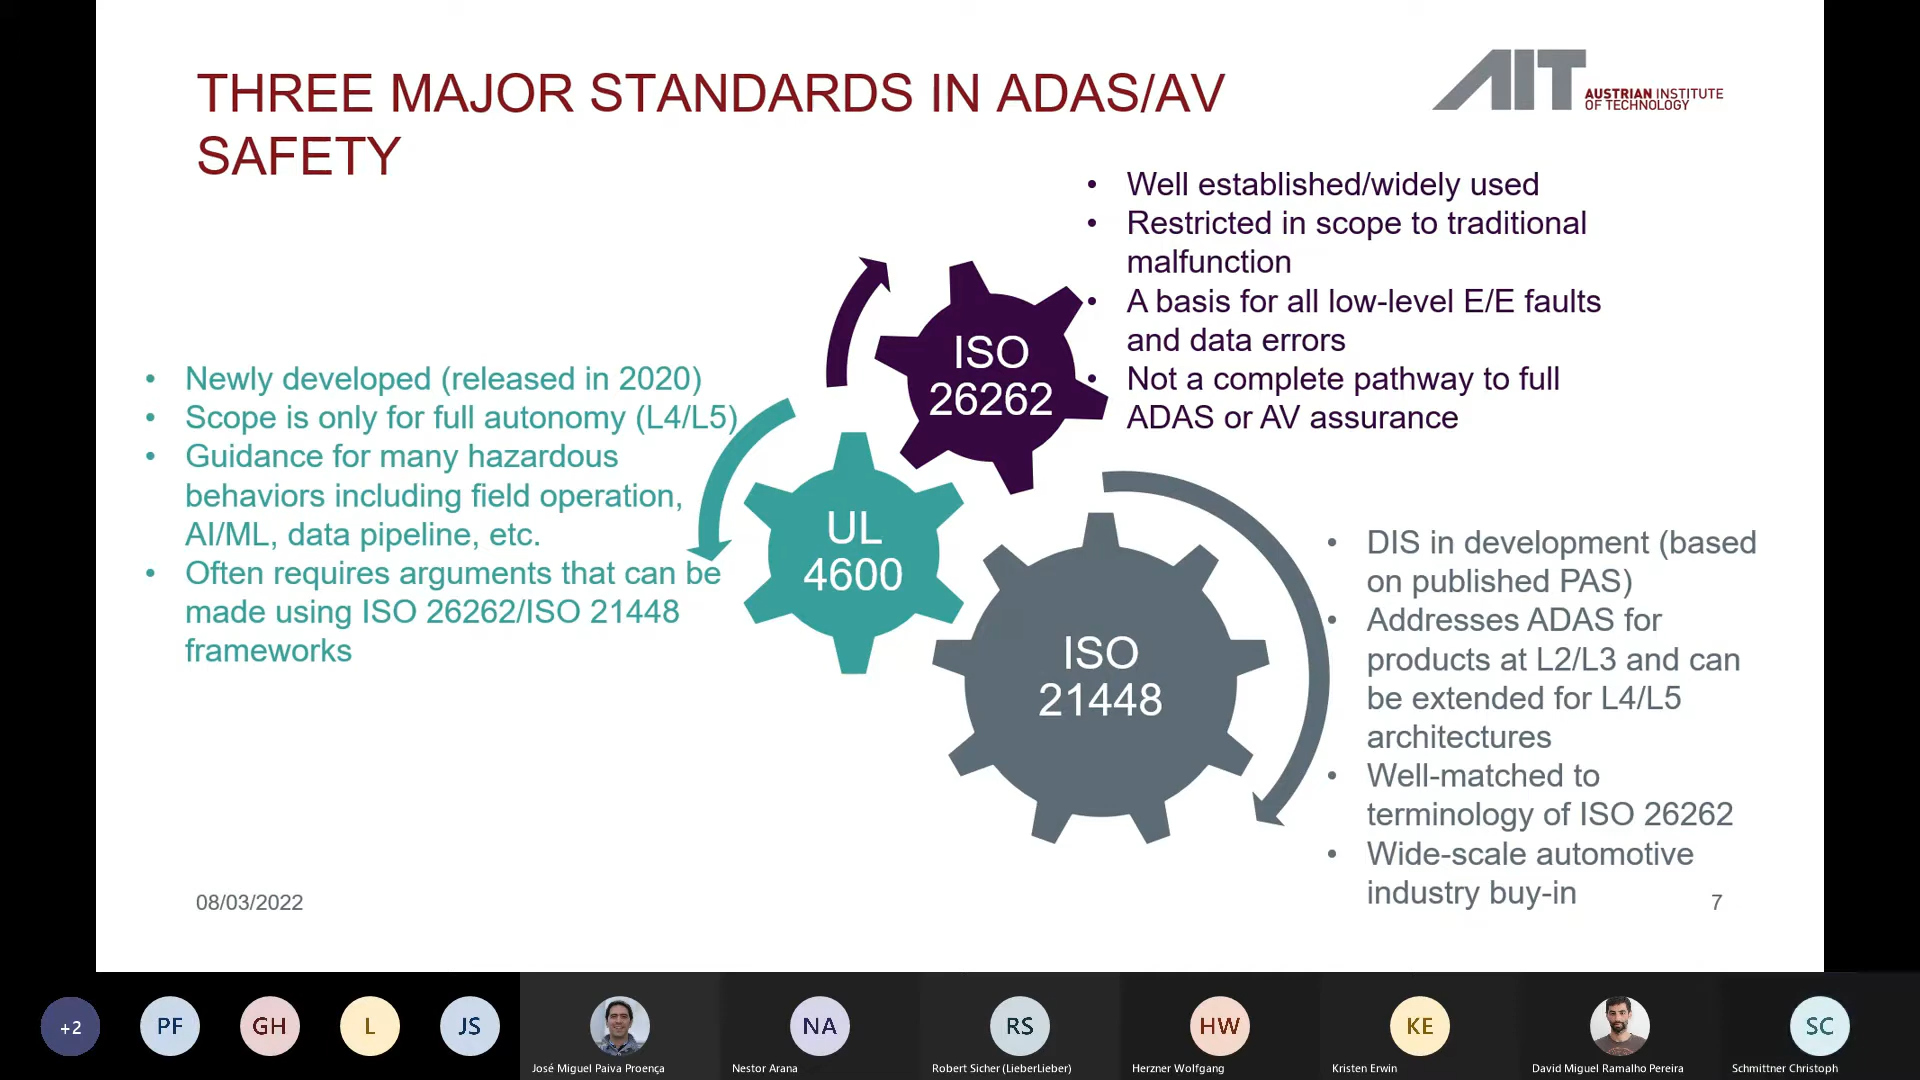 THREE MAJOR STANDARDS IN ADAS/AV
SAFETY
AIT AUSTRIAN INSTITUTE
OF TECHNOLOGY
• Well established/widely used
• Restricted in scope to traditional
malfunction
• A basis for all low-level E/E faults
and data errors
• Not a complete pathway to full
ADAS or AV assurance
ISO
26262
• Newly developed (released in 2020)
• Scope is only for full autonomy (L4/L5)
• Guidance for many hazardous
behaviors including field operation,
AI/ML, data pipeline, etc.
• Often requires arguments that can be
made using ISO 26262/ISO 21448
frameworks
UL
4600
ISO
21448
• DIS in development (based
on published PAS)
• Addresses ADAS for
products at L2/L3 and can
be extended for L4/L5
architectures
• Well-matched to
terminology of ISO 26262
• Wide-scale automotive
industry buy-in
08/03/2022
7
+2
PF
GH
L
JS
NA
RS
HW
KE
SC
José Miguel Paiva Proença
Nestor Arana
Robert Sicher (LieberLieber)
Herzner Wolfgang
Kristen Erwin
David Miguel Ramalho Pereira
Schmittner Christoph